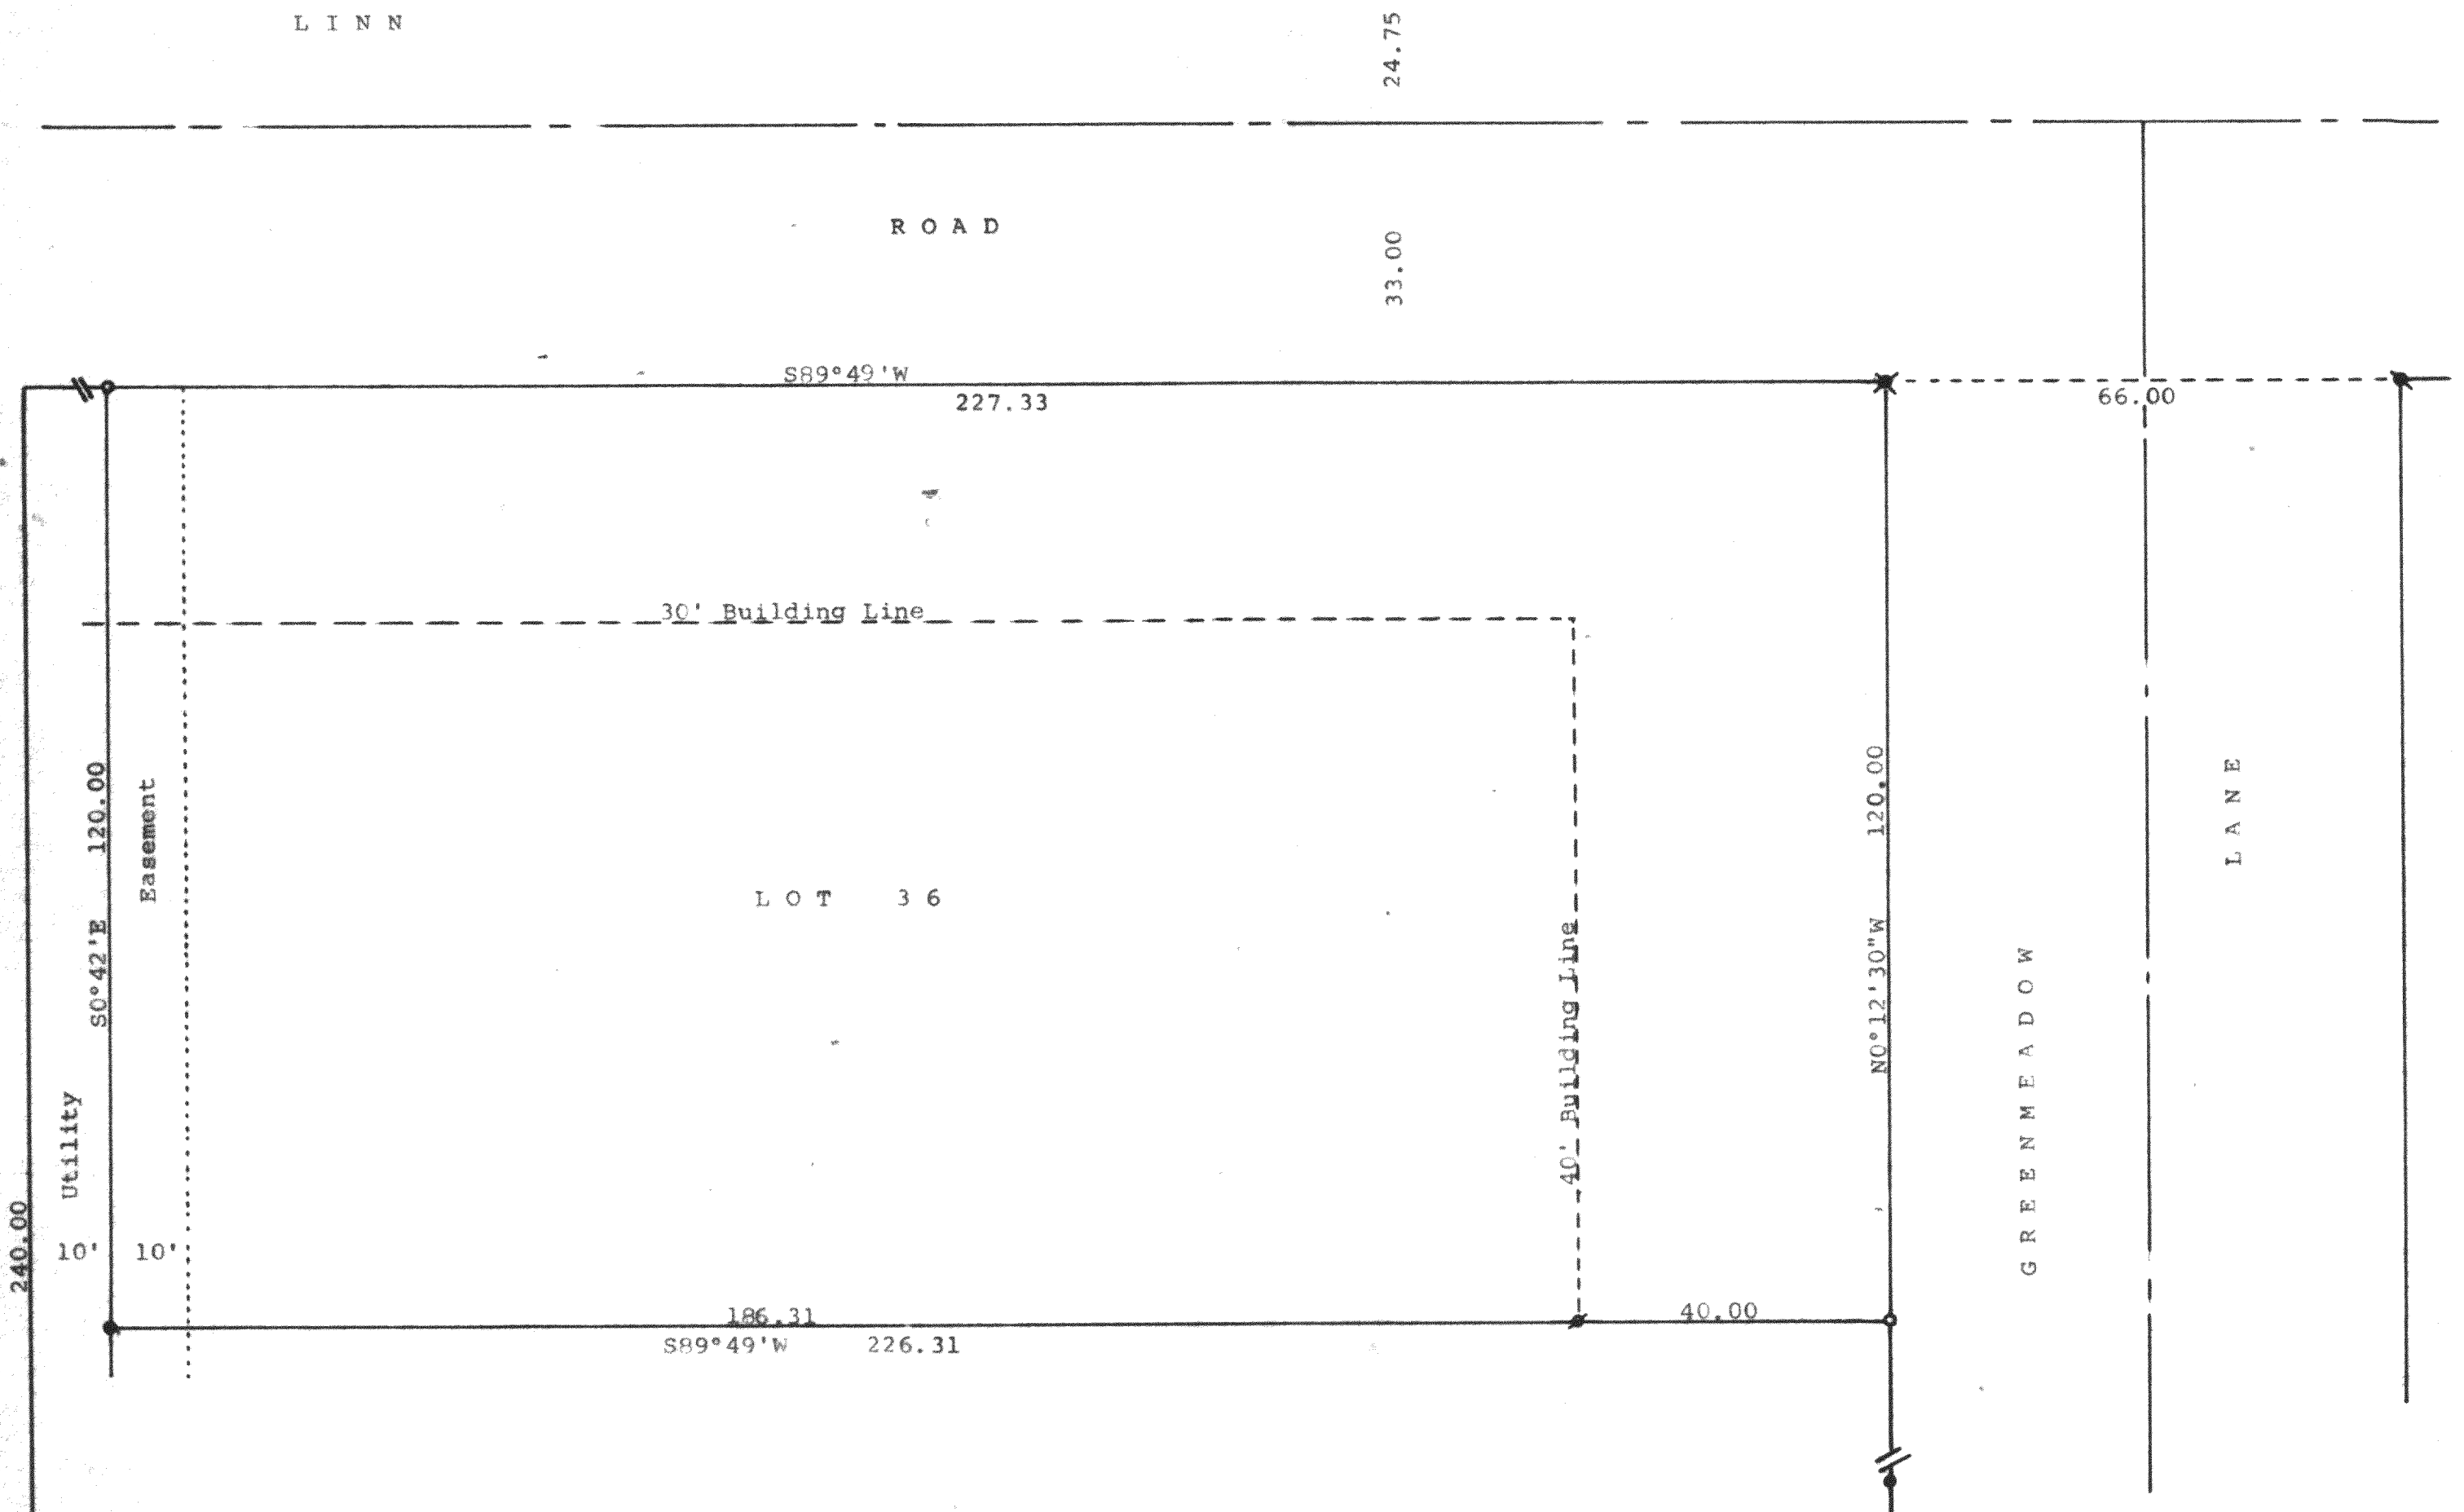 L I N N
24.75
R O A D
33.00
S89°49'W
227.33
66.00
30' Building Line
S0°42'E 120.00
Easement
Utility
240.00
10' 10'
L O T 3 6
40' Building Line
N0°12'30"W 120.00
G R E E N M E A D O W
L A N E
186.31
40.00
S89°49'W 226.31